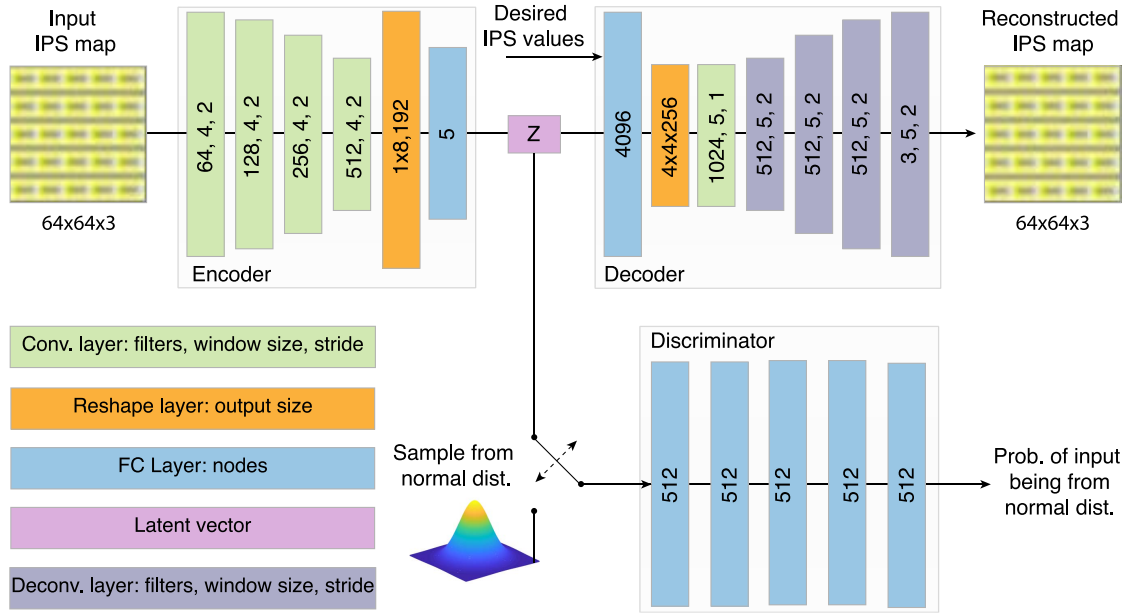 Input
IPS map
64x64x3
64, 4, 2
128, 4, 2
256, 4, 2
512, 4, 2
1x8,192
5
Encoder
Z
Desired
IPS values
4096
4x4x256
1024, 5, 1
512, 5, 2
512, 5, 2
512, 5, 2
3, 5, 2
Decoder
Reconstructed
IPS map
64x64x3
Conv. layer: filters, window size, stride
Reshape layer: output size
FC Layer: nodes
Latent vector
Deconv. layer: filters, window size, stride
Sample from
normal dist.
Discriminator
512
512
512
512
512
Prob. of input
being from
normal dist.